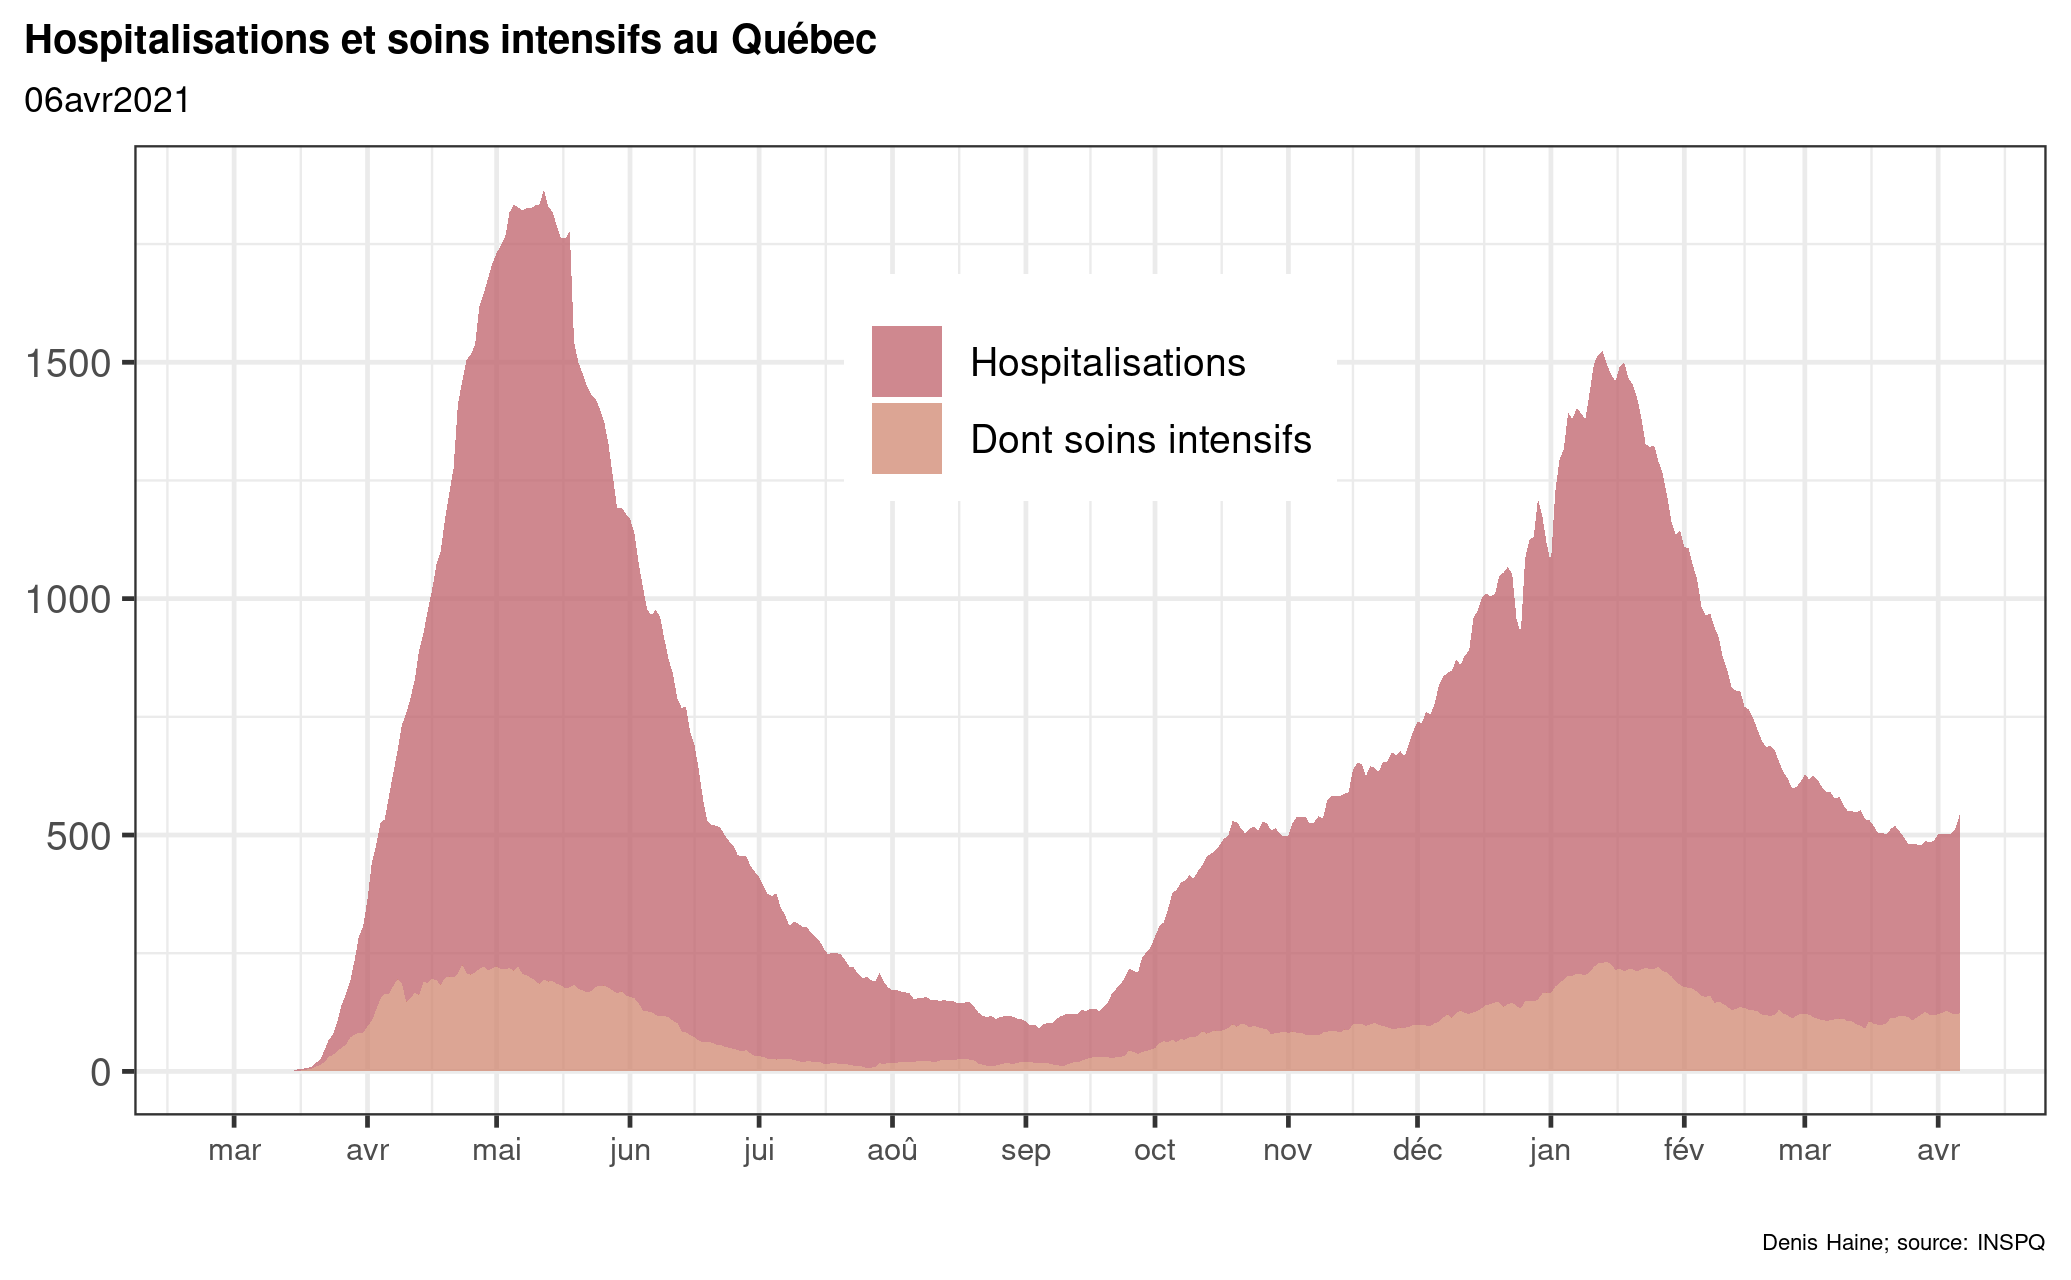 Hospitalisations et soins intensifs au Québec
06avr2021
Hospitalisations
Dont soins intensifs
1500
1000
500
0
mar avr mai jun jui aoû sep oct nov déc jan fév mar avr
Denis Haine; source: INSPQ